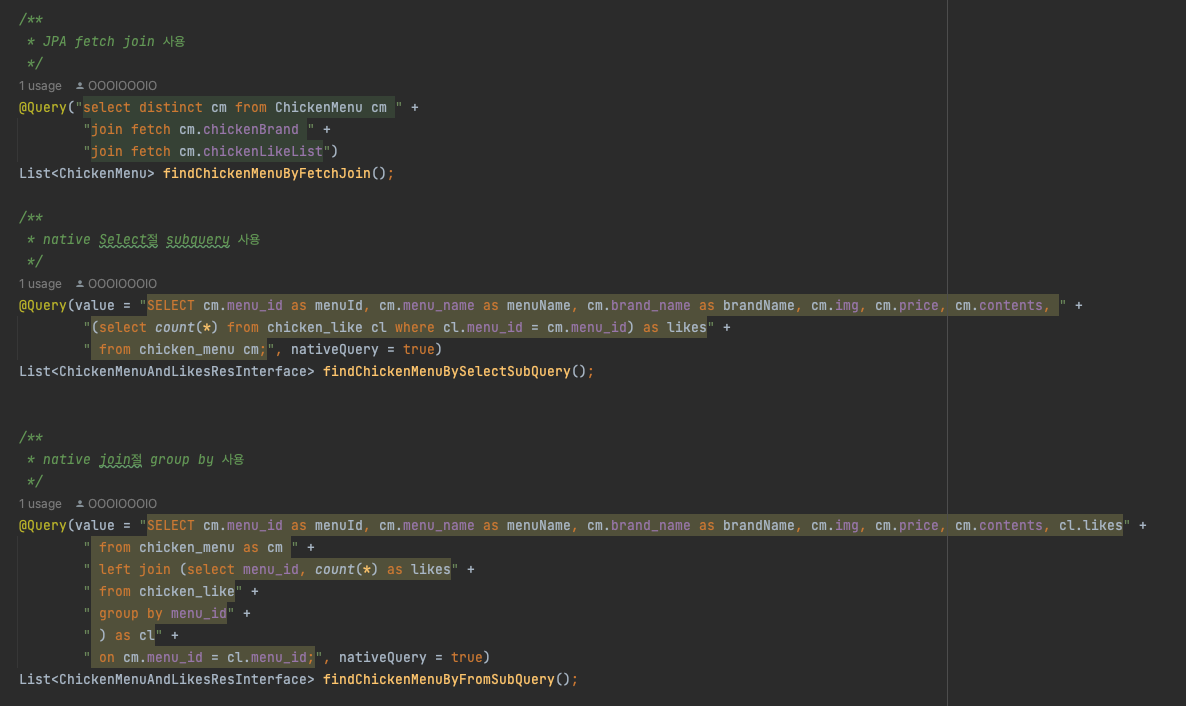 /**
 * JPA fetch join 사용
 */
1 usage OOOIOOOIO
@Query("select distinct cm from ChickenMenu cm " +
"join fetch cm.chickenBrand " +
"join fetch cm.chickenLikeList")
List<ChickenMenu> findChickenMenuByFetchJoin();
/**
 * native Select절 subquery 사용
 */
1 usage OOOIOOOIO
@Query(value = "SELECT cm.menu_id as menuId, cm.menu_name as menuName, cm.brand_name as brandName, cm.img, cm.price, cm.contents, " +
"(select count(*) from chicken_like cl where cl.menu_id = cm.menu_id) as likes" +
" from chicken_menu cm;", nativeQuery = true)
List<ChickenMenuAndLikesResInterface> findChickenMenuBySelectSubQuery();
/**
 * native join절 group by 사용
 */
1 usage OOOIOOOIO
@Query(value = "SELECT cm.menu_id as menuId, cm.menu_name as menuName, cm.brand_name as brandName, cm.img, cm.price, cm.contents, cl.likes" +
" from chicken_menu as cm " +
" left join (select menu_id, count(*) as likes" +
" from chicken_like" +
" group by menu_id" +
" ) as cl" +
" on cm.menu_id = cl.menu_id;", nativeQuery = true)
List<ChickenMenuAndLikesResInterface> findChickenMenuByFromSubQuery();